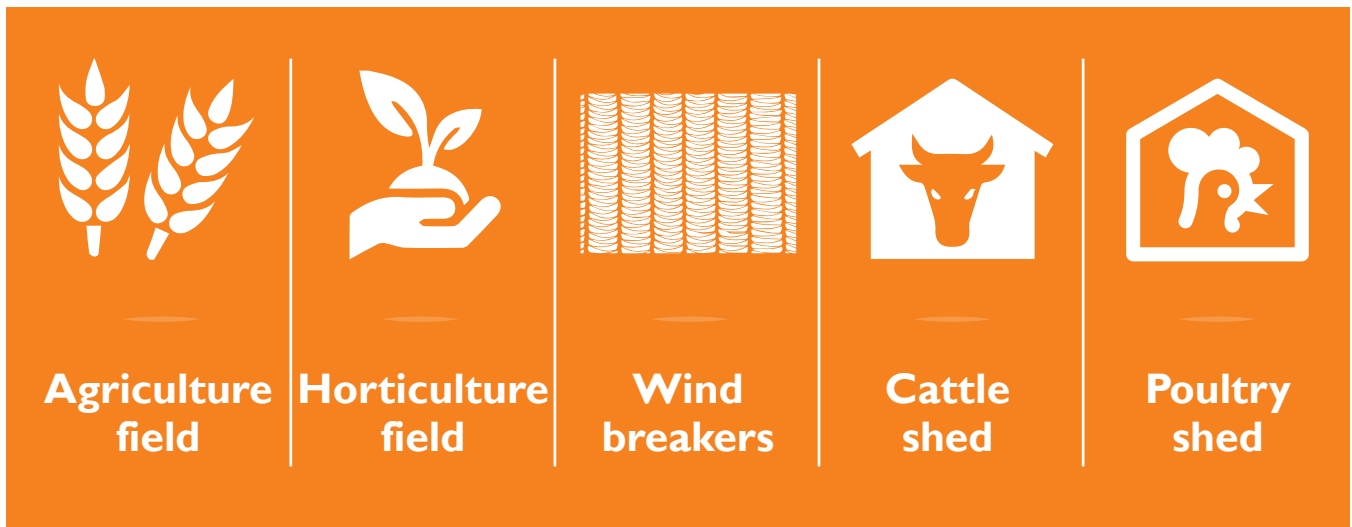 Agriculture
field
Horticulture
field
Wind
breakers
Cattle
shed
Poultry
shed